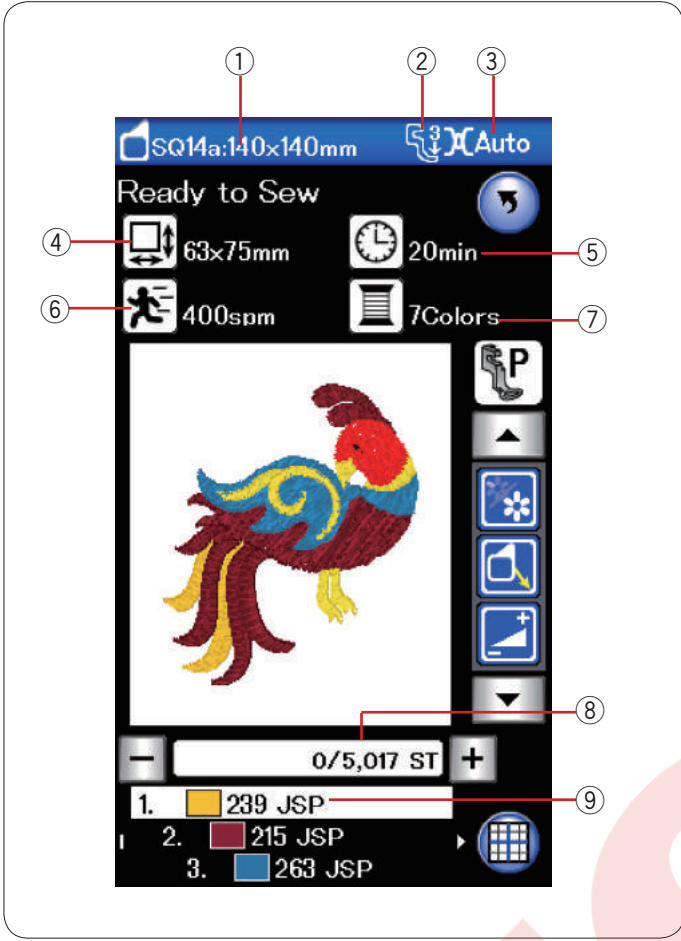 ① ② ③
SQ14a:140×140mm 3 Auto
Ready to Sew
④ 63×75mm 20min ⑤
⑥ 400spm 7Colors ⑦
P
+
−
⑧
− 0/5,017 ST +
1. 239 JSP ⑨
2. 215 JSP
3. 263 JSP